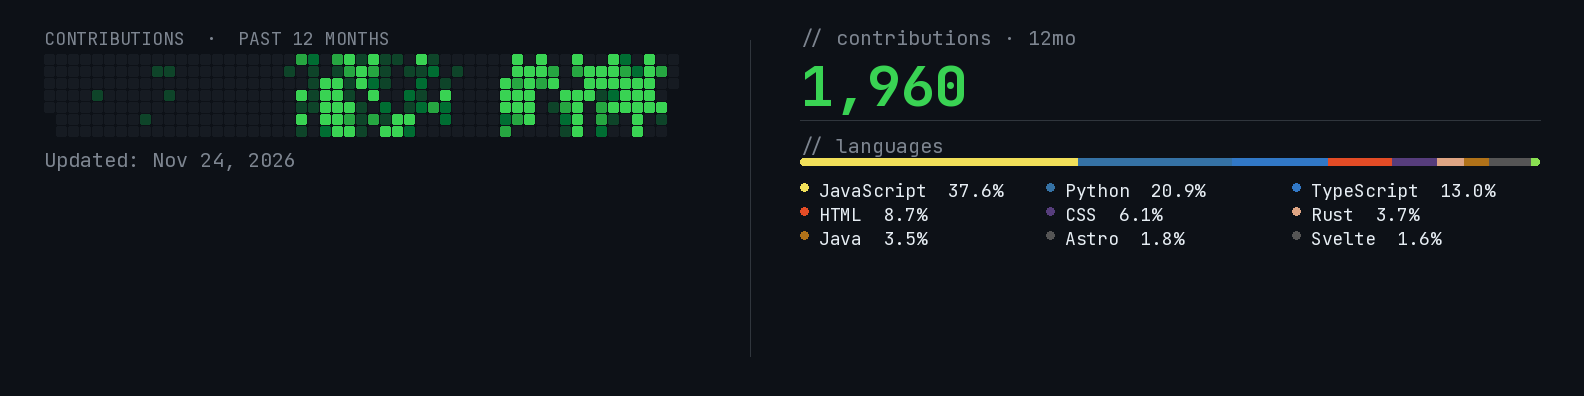 CONTRIBUTIONS · PAST 12 MONTHS
Updated: Nov 24, 2026
// contributions · 12mo
1,960
// languages
JavaScript 37.6% Python 20.9% TypeScript 13.0%
HTML 8.7% CSS 6.1% Rust 3.7%
Java 3.5% Astro 1.8% Svelte 1.6%